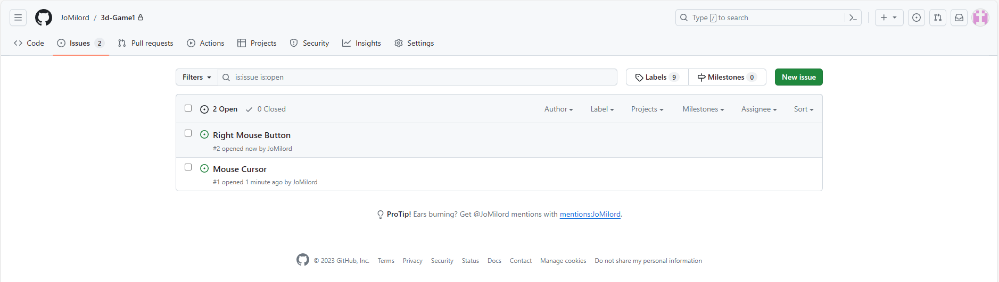 JoMilord / 3d-Game1
Type / to search
Code Issues 2 Pull requests Actions Projects Security Insights Settings
Filters is:issue is:open Labels 9 Milestones 0 New issue
2 Open 0 Closed Author Label Projects Milestones Assignee Sort
Right Mouse Button
#2 opened now by JoMilord
Mouse Cursor
#1 opened 1 minute ago by JoMilord
ProTip! Ears burning? Get @JoMilord mentions with mentions:JoMilord.
© 2023 GitHub, Inc. Terms Privacy Security Status Docs Contact Manage cookies Do not share my personal information